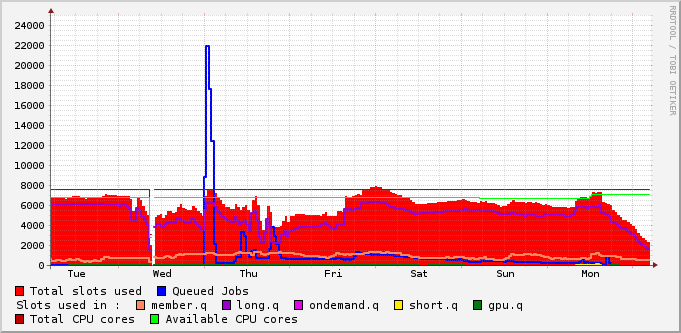 24000
22000
20000
18000
16000
14000
12000
10000
8000
6000
4000
2000
0
Tue Wed Thu Fri Sat Sun Mon
Total slots used Queued Jobs
Slots used in : member.q long.q ondemand.q short.q gpu.q
Total CPU cores Available CPU cores
RRDTOOL / TOBI OETIKER